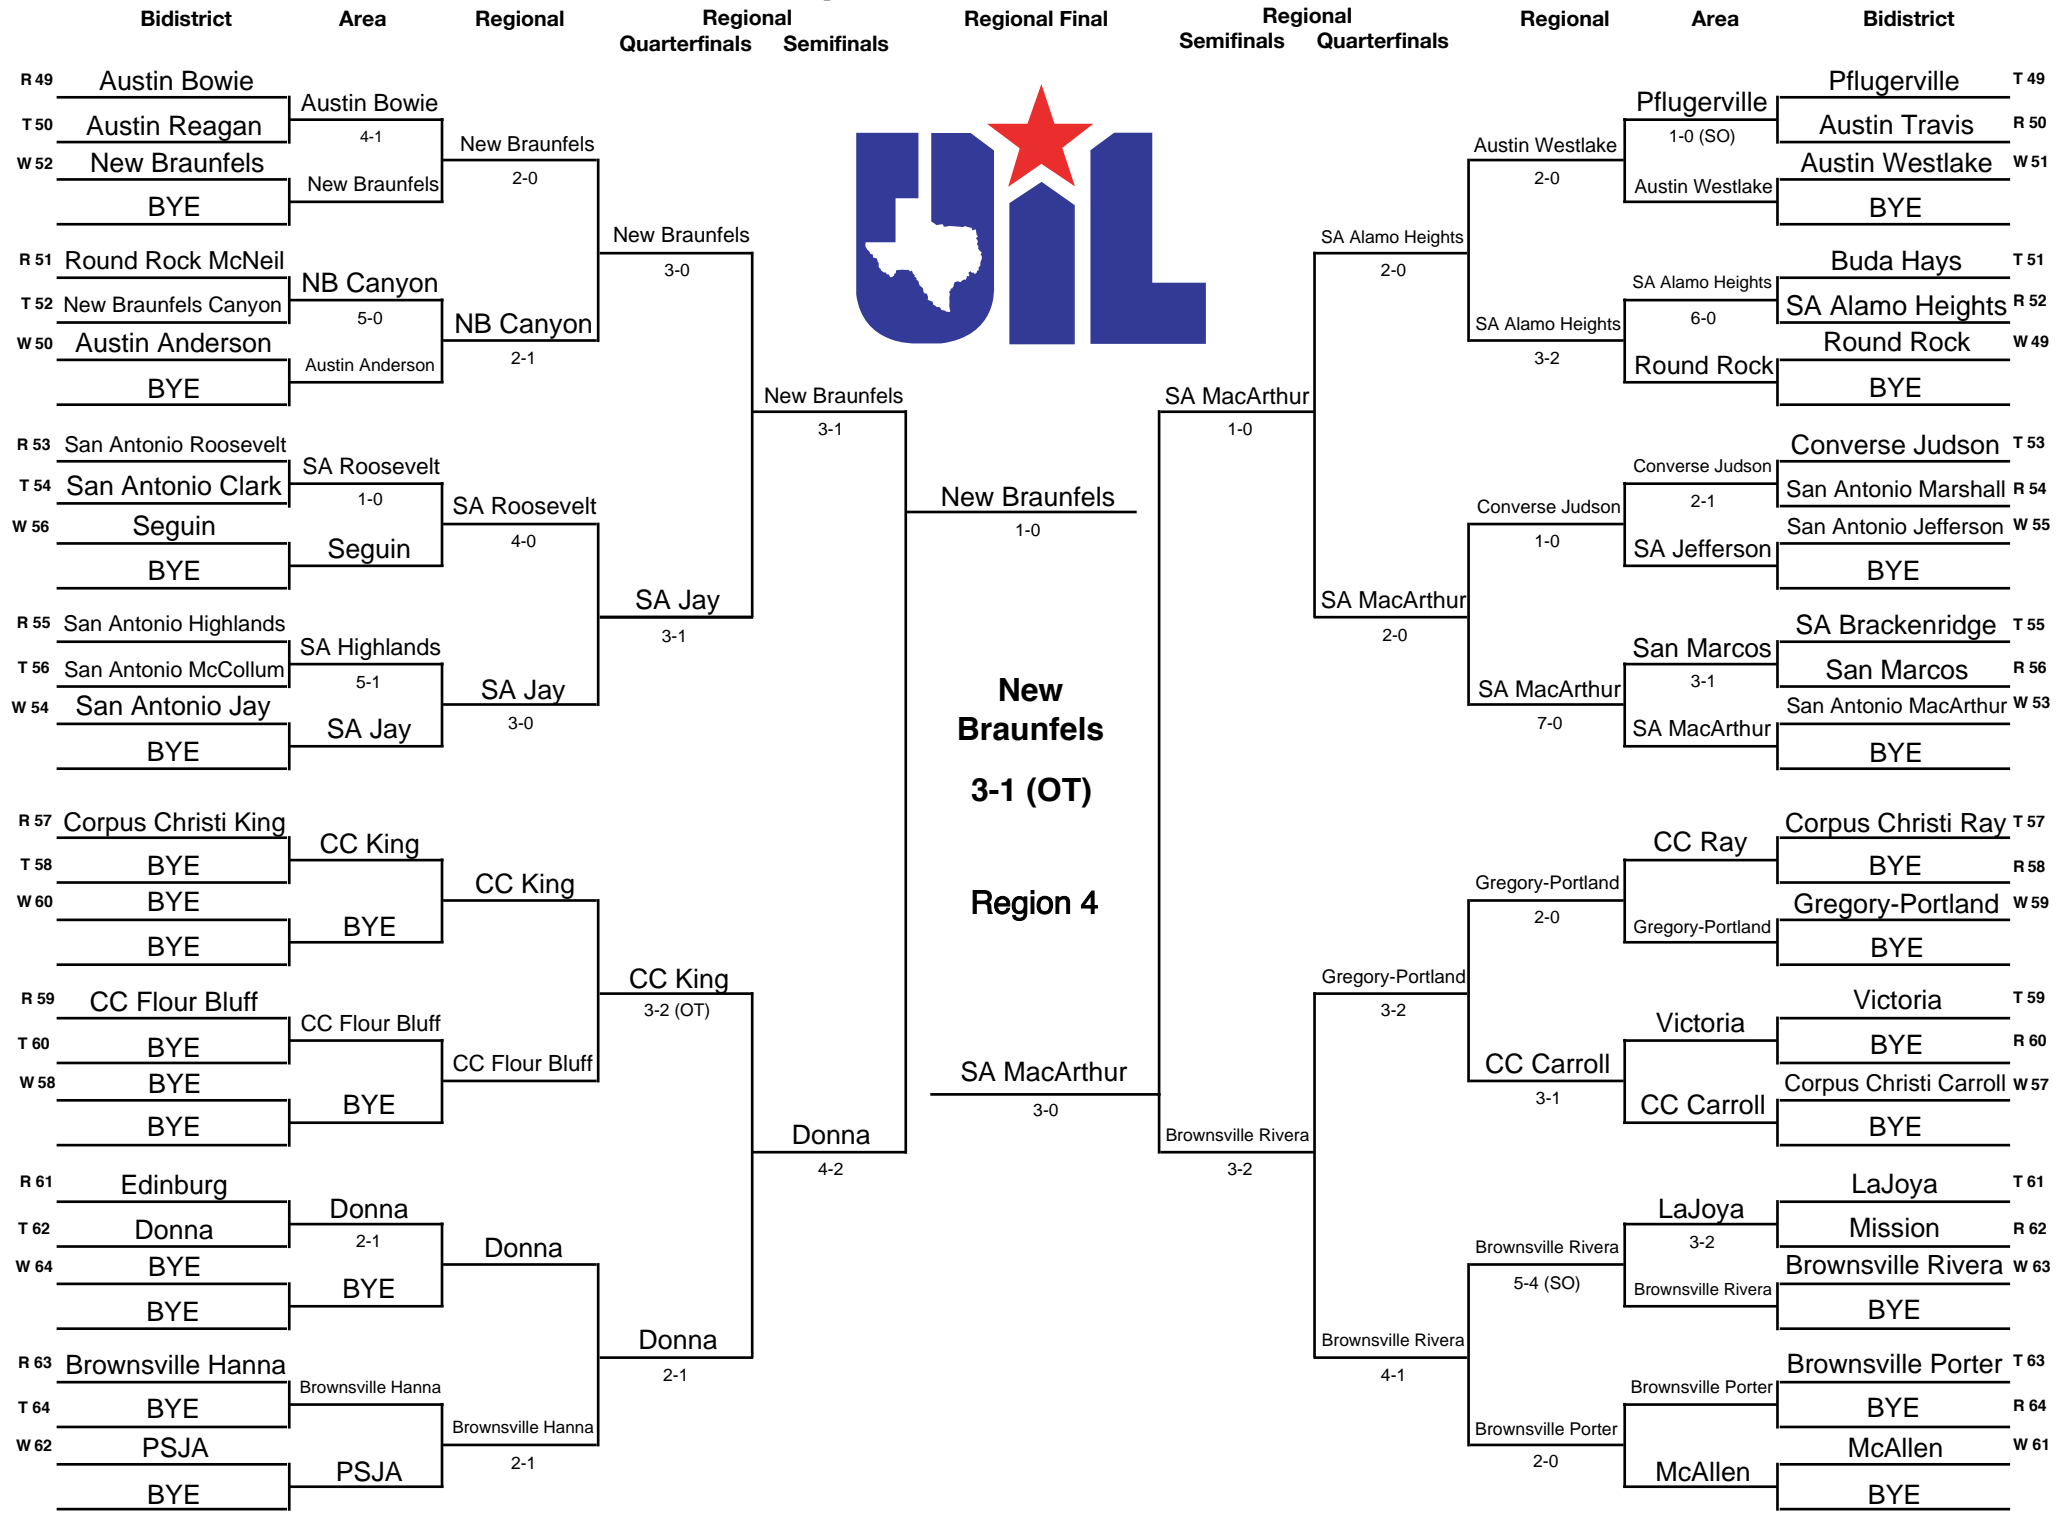 Bidistrict Area Regional Regional Regional Final Regional Regional Area Bidistrict
Quarterfinals Semifinals Semifinals Quarterfinals
R 49 Austin Bowie
Austin Bowie
T 50 Austin Reagan
4-1
New Braunfels
W 52 New Braunfels
2-0
New Braunfels
BYE
New Braunfels
3-0
R 51 Round Rock McNeil
NB Canyon
T 52 New Braunfels Canyon
5-0
NB Canyon
W 50 Austin Anderson
2-1
Austin Anderson
BYE
New Braunfels
3-1
R 53 San Antonio Roosevelt
SA Roosevelt
T 54 San Antonio Clark
1-0
SA Roosevelt
W 56 Seguin
4-0
Seguin
BYE
SA Jay
3-1
R 55 San Antonio Highlands
SA Highlands
T 56 San Antonio McCollum
5-1
SA Jay
W 54 San Antonio Jay
3-0
SA Jay
BYE
R 57 Corpus Christi King
CC King
T 58 BYE
CC King
W 60 BYE
BYE
BYE
CC King
3-2 (OT)
R 59 CC Flour Bluff
CC Flour Bluff
T 60 BYE
CC Flour Bluff
W 58 BYE
BYE
BYE
Donna
4-2
R 61 Edinburg
Donna
T 62 Donna
2-1
Donna
W 64 BYE
BYE
BYE
Donna
2-1
R 63 Brownsville Hanna
Brownsville Hanna
T 64 BYE
Brownsville Hanna
2-1
W 62 PSJA
PSJA
BYE
UIL
New Braunfels
1-0
New
Braunfels
3-1 (OT)
Region 4
SA MacArthur
3-0
Pflugerville T 49
Pflugerville
Austin Travis R 50
1-0 (SO)
Austin Westlake
2-0
Austin Westlake W 51
Austin Westlake
BYE
SA Alamo Heights
2-0
Buda Hays T 51
SA Alamo Heights
SA Alamo Heights R 52
6-0
SA Alamo Heights
3-2
Round Rock W 49
Round Rock
BYE
SA MacArthur
1-0
Converse Judson T 53
Converse Judson
San Antonio Marshall R 54
2-1
Converse Judson
1-0
San Antonio Jefferson W 55
SA Jefferson
BYE
SA MacArthur
2-0
SA Brackenridge T 55
San Marcos
San Marcos R 56
3-1
SA MacArthur
7-0
San Antonio MacArthur W 53
SA MacArthur
BYE
Corpus Christi Ray T 57
CC Ray
BYE R 58
Gregory-Portland
2-0
Gregory-Portland W 59
Gregory-Portland
BYE
Gregory-Portland
3-2
Victoria T 59
Victoria
BYE R 60
CC Carroll
3-1
Corpus Christi Carroll W 57
CC Carroll
BYE
Brownsville Rivera
3-2
LaJoya T 61
LaJoya
Mission R 62
3-2
Brownsville Rivera
5-4 (SO)
Brownsville Rivera W 63
Brownsville Rivera
BYE
Brownsville Rivera
4-1
Brownsville Porter T 63
Brownsville Porter
BYE R 64
Brownsville Porter
2-0
McAllen W 61
McAllen
BYE